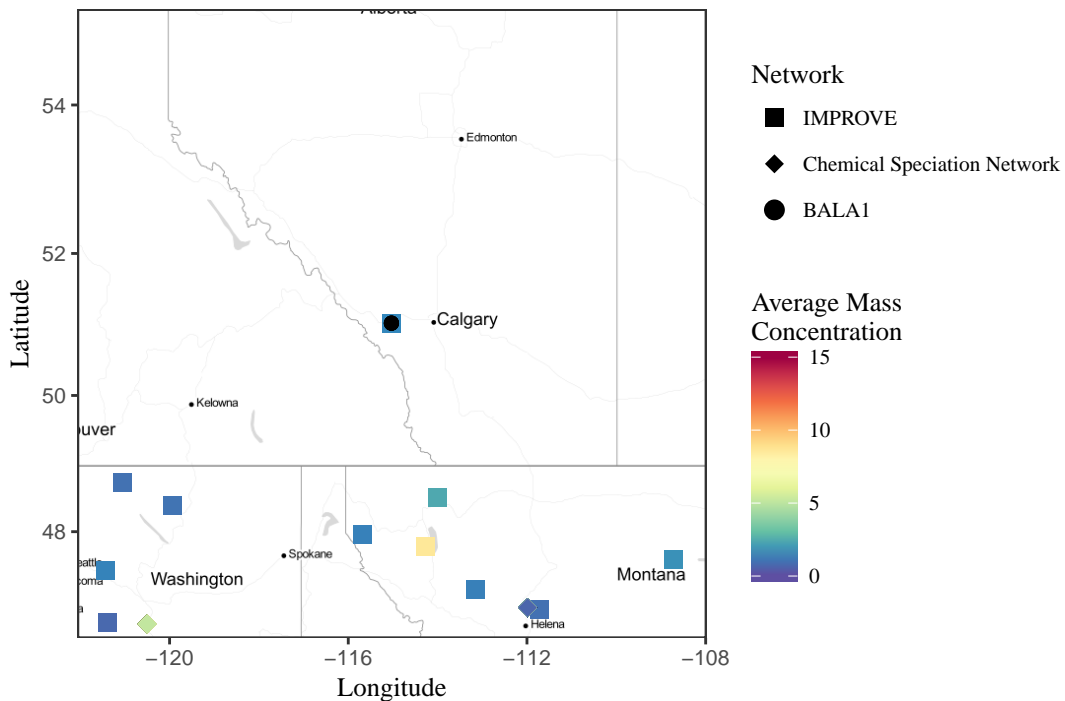 54
52
50
48
Latitude
Edmonton
Calgary
Kelowna
ouver
Spokane
Washington
Montana
Helena
−120
−116
−112
−108
Longitude
Network
IMPROVE
Chemical Speciation Network
BALA1
Average Mass
Concentration
15
10
5
0